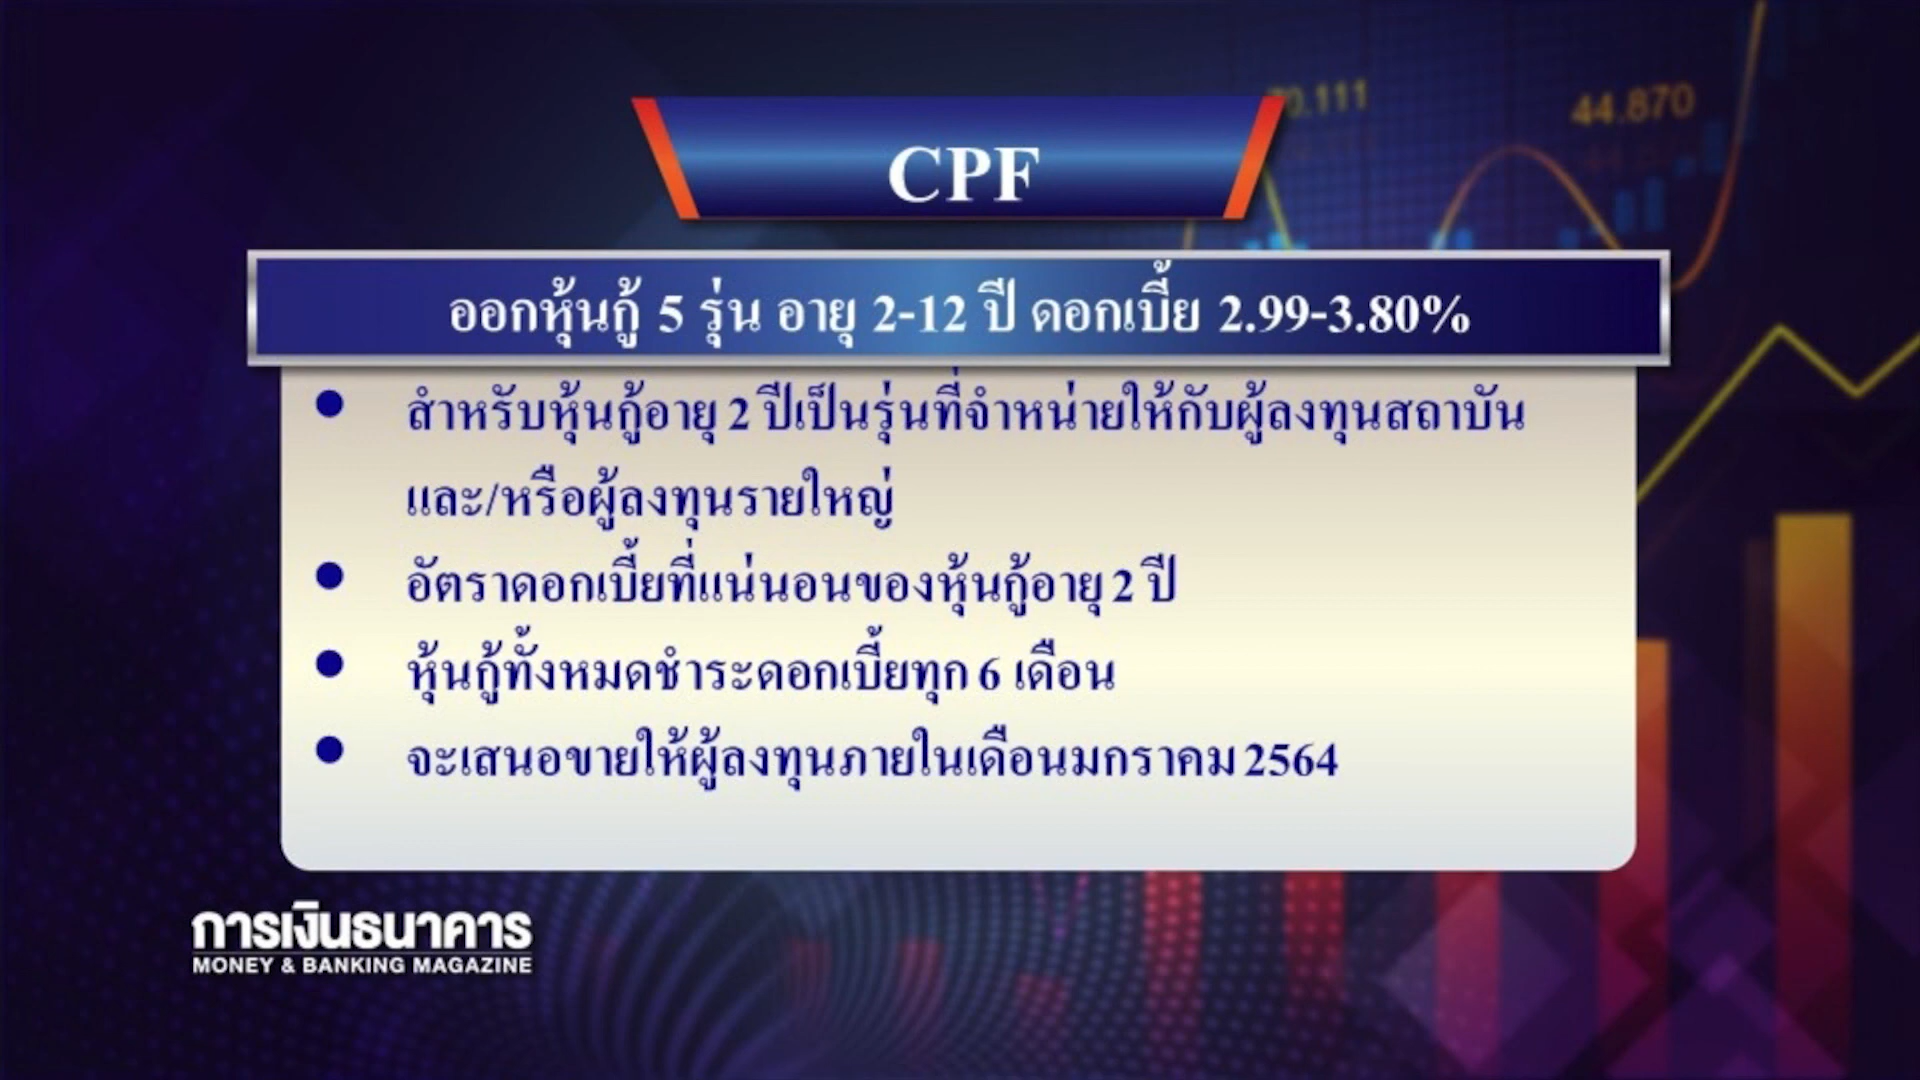 70.111
44.870
CPF
ออกหุ้นกู้ 5 รุ่น อายุ 2-12 ปี ดอกเบี้ย 2.99-3.80%
● สำหรับหุ้นกู้อายุ 2 ปีเป็นรุ่นที่จำหน่ายให้กับผู้ลงทุนสถาบัน
และ/หรือผู้ลงทุนรายใหญ่
● อัตราดอกเบี้ยที่แน่นอนของหุ้นกู้อายุ 2 ปี
● หุ้นกู้ทั้งหมดชำระดอกเบี้ยทุก 6 เดือน
● จะเสนอขายให้ผู้ลงทุนภายในเดือนมกราคม 2564
การเงินธนาคาร
MONEY & BANKING MAGAZINE